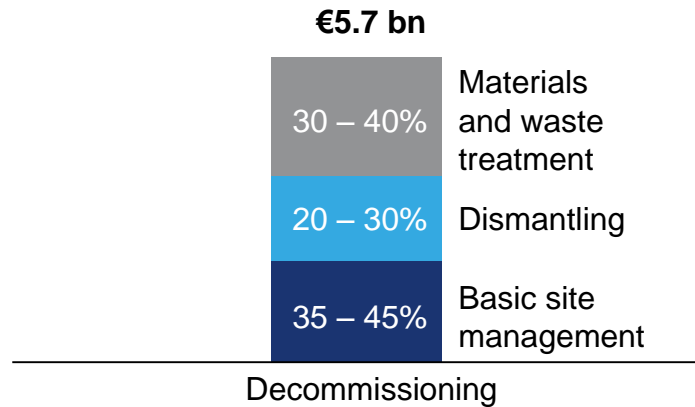 €5.7 bn
30 – 40%
Materials
and waste
treatment
20 – 30%
Dismantling
35 – 45%
Basic site
management
Decommissioning